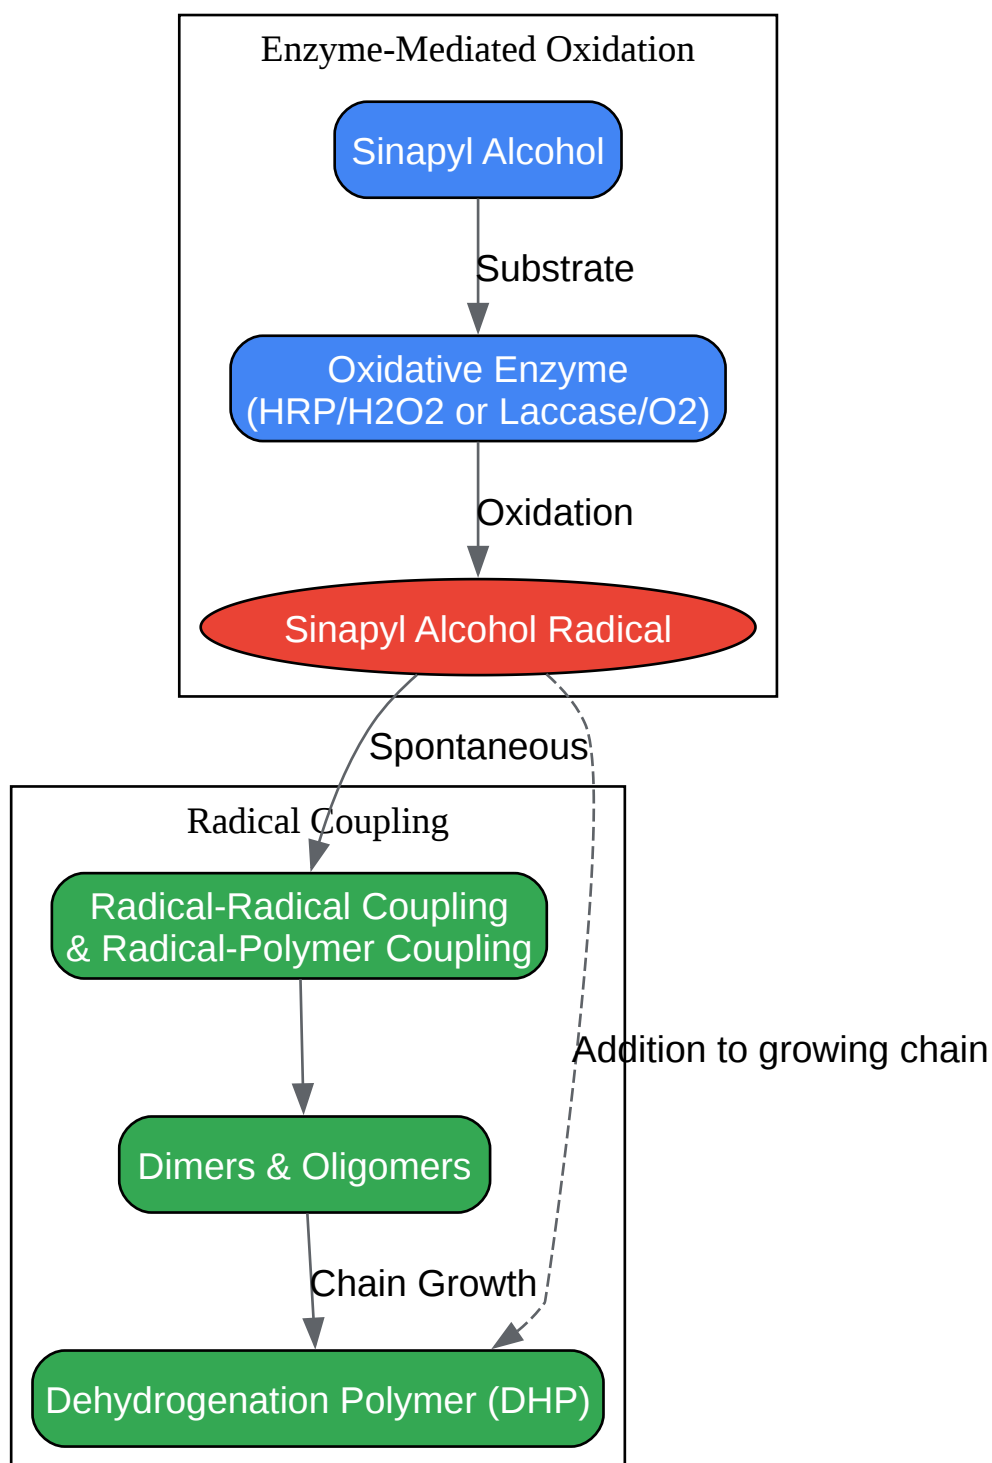 Enzyme-Mediated Oxidation
Sinapyl Alcohol
Substrate
Oxidative Enzyme
(HRP/H2O2 or Laccase/O2)
Oxidation
Sinapyl Alcohol Radical
Spontaneous
Radical Coupling
Radical-Radical Coupling
& Radical-Polymer Coupling
Addition to growing chain
Dimers & Oligomers
Chain Growth
Dehydrogenation Polymer (DHP)